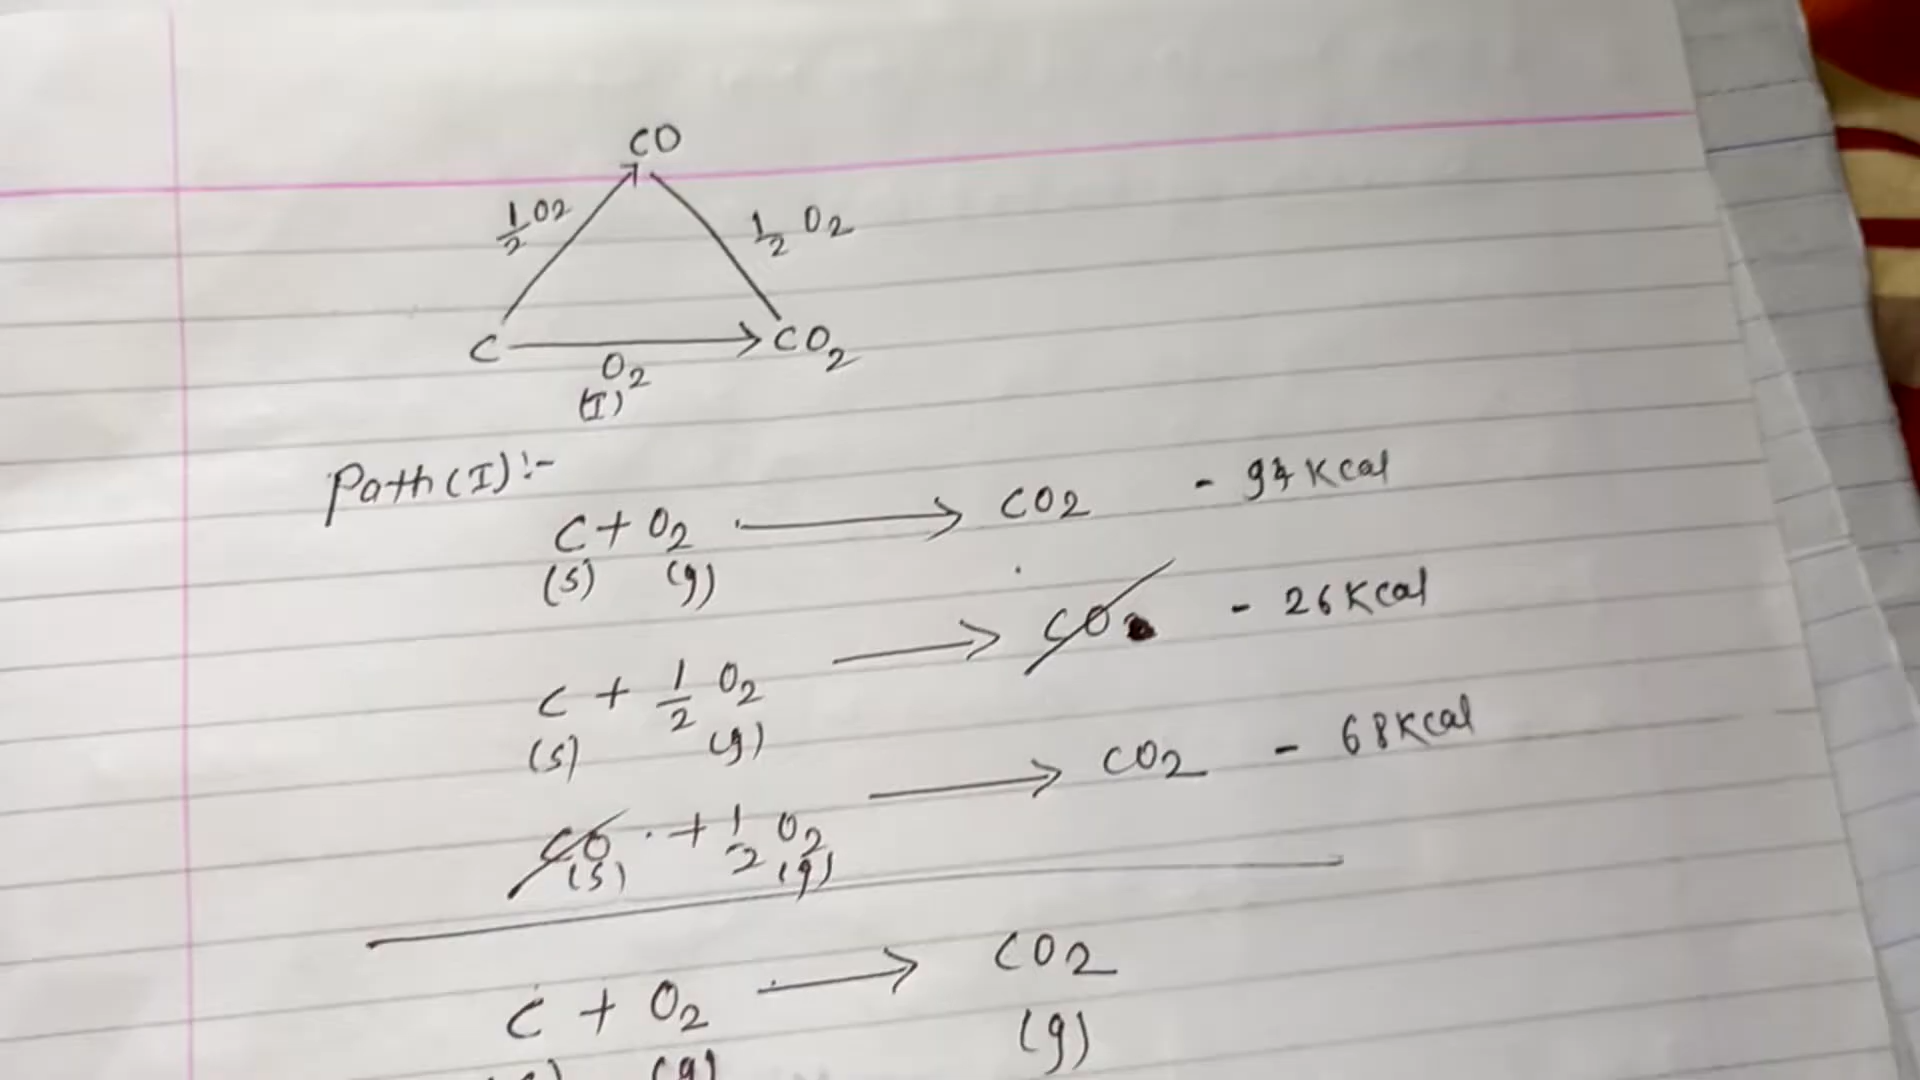 CO
1/2 O2 1/2 O2
C CO2
O2
(I)
Path (I):-
C + O2 → CO2 - 94 Kcal
(s) (g)
C + 1/2 O2 → CO - 26 Kcal
(s) (g)
CO + 1/2 O2 → CO2 - 68 Kcal
(s) (g)
C + O2 → CO2
(g) (g)